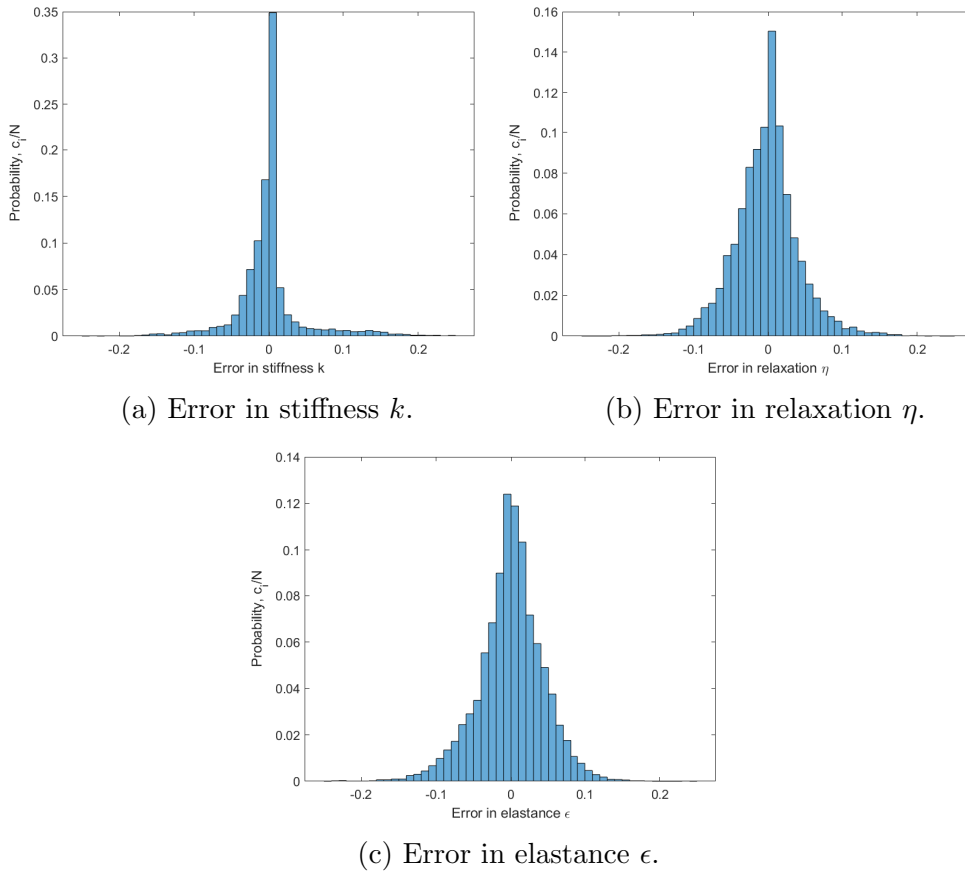 0.35
0.3
0.25
0.2
0.15
0.1
0.05
0
Probability, c_i/N
-0.2 -0.1 0 0.1 0.2
Error in stiffness k
(a) Error in stiffness k.
0.16
0.14
0.12
0.1
0.08
0.06
0.04
0.02
0
Probability, c_i/N
-0.2 -0.1 0 0.1 0.2
Error in relaxation η
(b) Error in relaxation η.
0.14
0.12
0.1
0.08
0.06
0.04
0.02
0
Probability, c_i/N
-0.2 -0.1 0 0.1 0.2
Error in elastance ϵ
(c) Error in elastance ϵ.